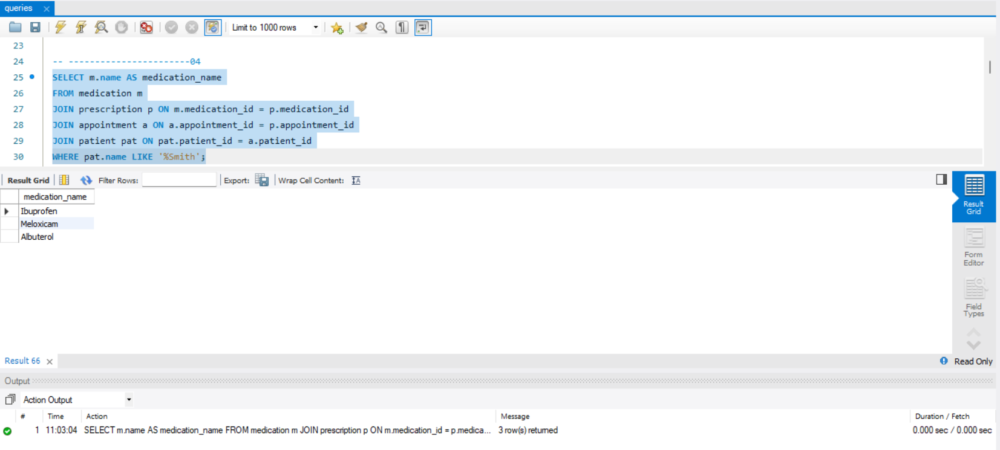 queries
Limit to 1000 rows
23
24 -- -----------------------04
25 SELECT m.name AS medication_name
26 FROM medication m
27 JOIN prescription p ON m.medication_id = p.medication_id
28 JOIN appointment a ON a.appointment_id = p.appointment_id
29 JOIN patient pat ON pat.patient_id = a.patient_id
30 WHERE pat.name LIKE '%Smith';
Result Grid Filter Rows: Export: Wrap Cell Content:
medication_name
Ibuprofen
Meloxicam
Albuterol
Result
Grid
Form
Editor
Field
Types
Result 66 Read Only
Output
Action Output
# Time Action Message Duration / Fetch
1 11:03:04 SELECT m.name AS medication_name FROM medication m JOIN prescription p ON m.medication_id = p.medica... 3 row(s) returned 0.000 sec / 0.000 sec